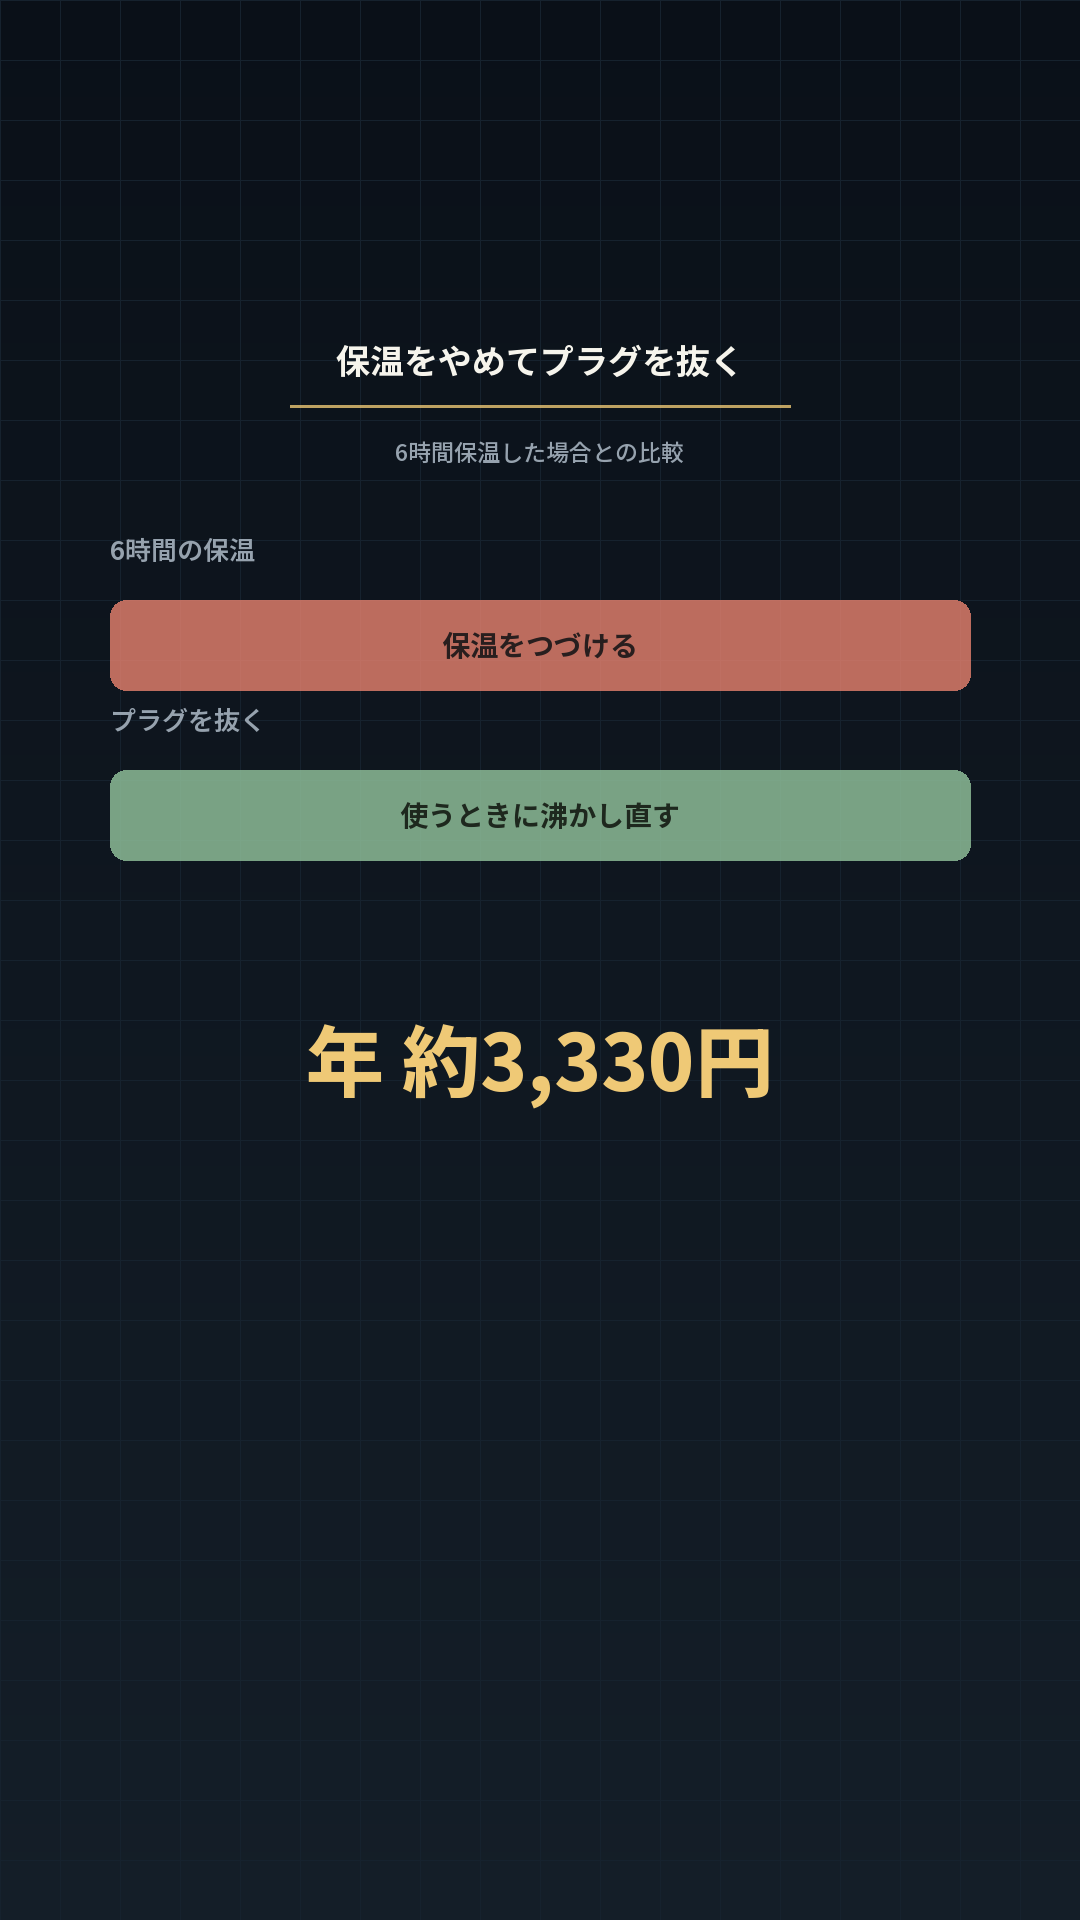 保温をやめてプラグを抜く
6時間保温した場合との比較
6時間の保温
保温をつづける
プラグを抜く
使うときに沸かし直す
年 約3,330円